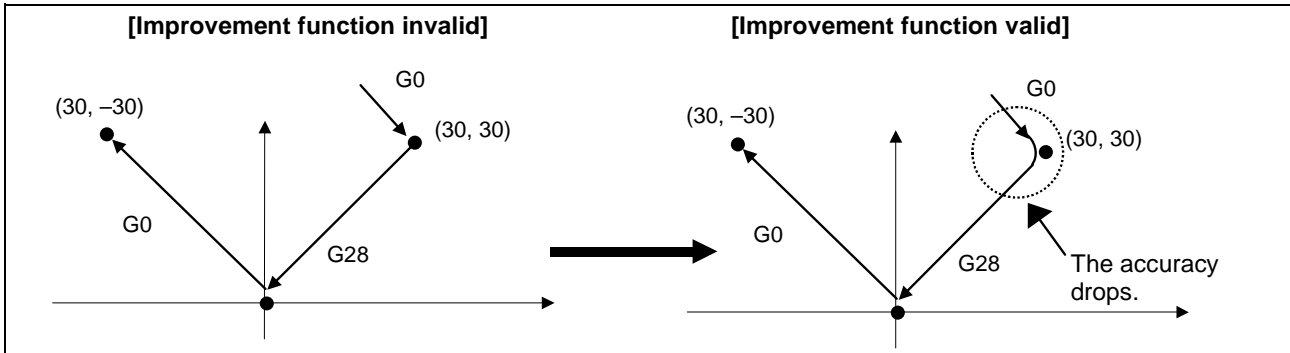 [Improvement function invalid]
(30, –30)
G0
(30, 30)
G0
G28
[Improvement function valid]
(30, –30)
G0
(30, 30)
G0
G28
The accuracy
drops.